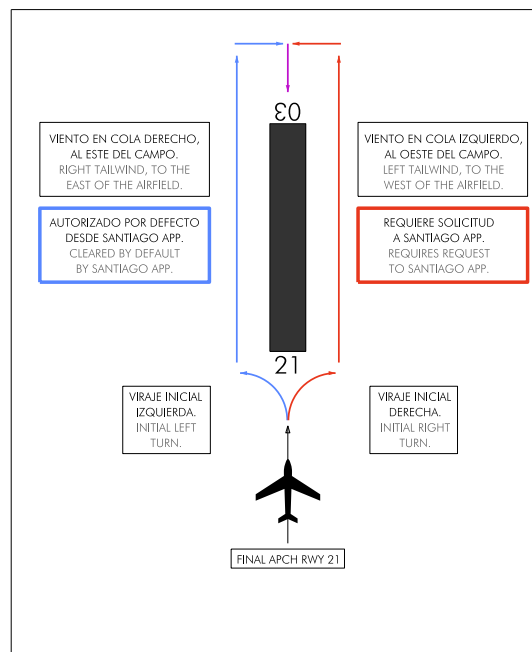 03
VIENTO EN COLA DERECHO,
AL ESTE DEL CAMPO.
RIGHT TAILWIND, TO THE
EAST OF THE AIRFIELD.
VIENTO EN COLA IZQUIERDO,
AL OESTE DEL CAMPO.
LEFT TAILWIND, TO THE
WEST OF THE AIRFIELD.
AUTORIZADO POR DEFECTO
DESDE SANTIAGO APP.
CLEARED BY DEFAULT
BY SANTIAGO APP.
REQUIERE SOLICITUD
A SANTIAGO APP.
REQUIRES REQUEST
TO SANTIAGO APP.
21
VIRAJE INICIAL
IZQUIERDA.
INITIAL LEFT
TURN.
VIRAJE INICIAL
DERECHA.
INITIAL RIGHT
TURN.
FINAL APCH RWY 21